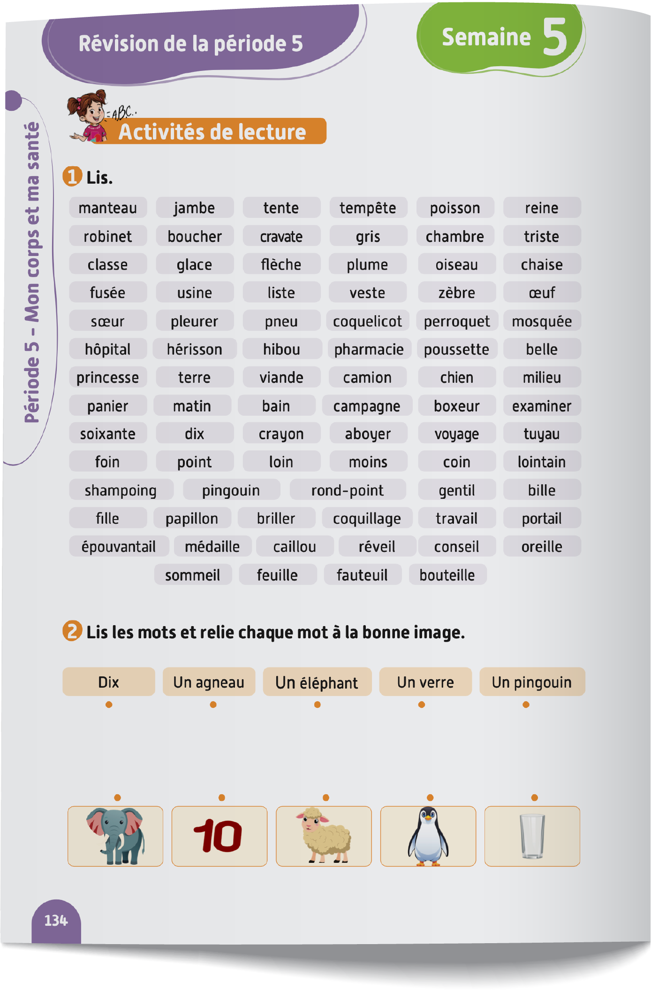 Révision de la période 5
Semaine 5
Période 5 – Mon corps et ma santé
A.B.C..
Activités de lecture
1 Lis.
manteau jambe tente tempête poisson reine
robinet boucher cravate gris chambre triste
classe glace flèche plume oiseau chaise
fusée usine liste veste zèbre œuf
sœur pleurer pneu coquelicot perroquet mosquée
hôpital hérisson hibou pharmacie poussette belle
princesse terre viande camion chien milieu
panier matin bain campagne boxeur examiner
soixante dix crayon aboyer voyage tuyau
foin point loin moins coin lointain
shampoing pingouin rond-point gentil bille
fille papillon briller coquillage travail portail
épouvantail médaille caillou réveil conseil oreille
sommeil feuille fauteuil bouteille
2 Lis les mots et relie chaque mot à la bonne image.
Dix Un agneau Un éléphant Un verre Un pingouin
10
134